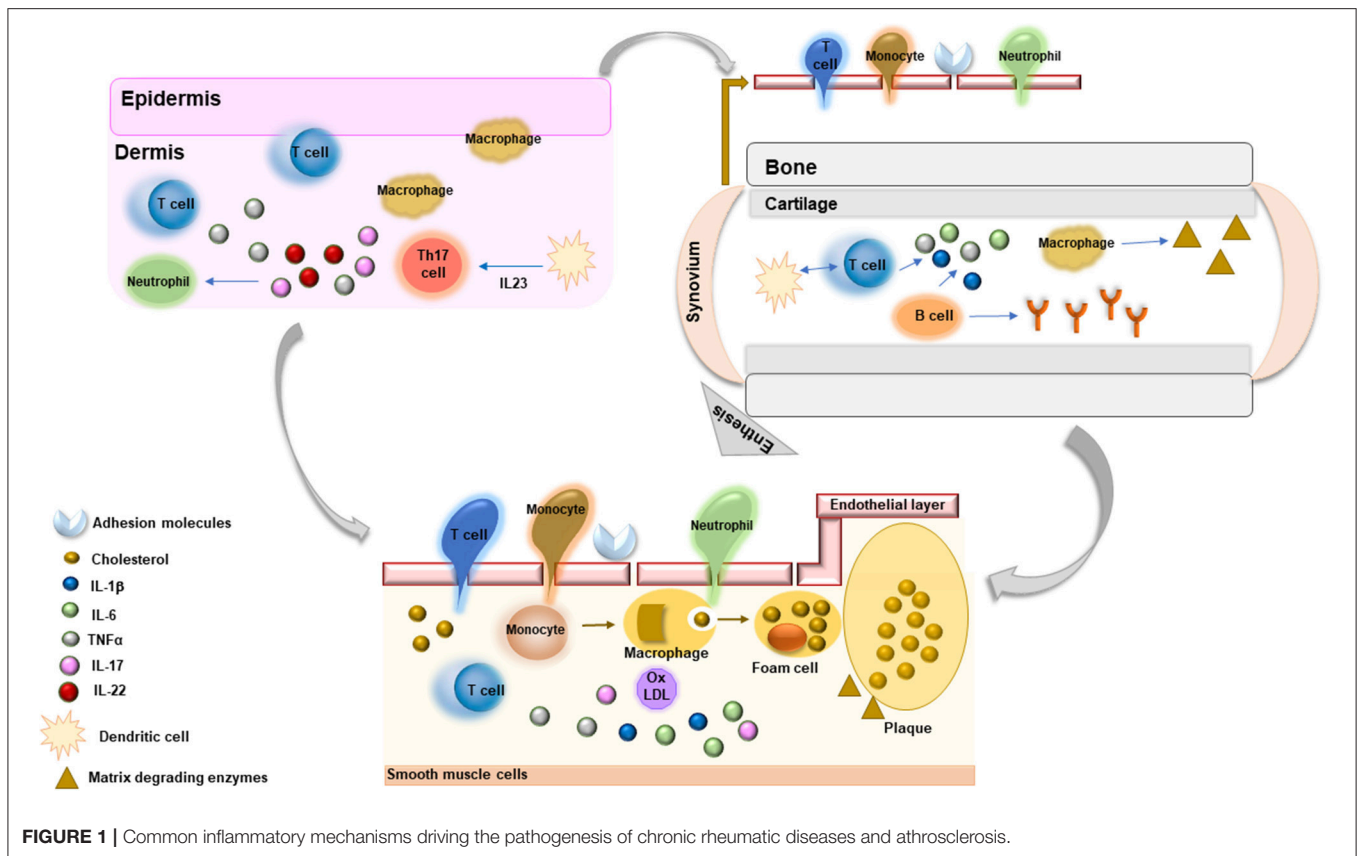 Epidermis
Dermis
T cell
Macrophage
T cell
Macrophage
Neutrophil
Th17
cell
IL23
T
cell
Monocyte
Neutrophil
Bone
Cartilage
Synovium
T cell
Macrophage
B cell
Enthesis
Adhesion molecules
Cholesterol
IL-1β
IL-6
TNFα
IL-17
IL-22
Dendritic cell
Matrix degrading enzymes
T cell
Monocyte
Neutrophil
Endothelial layer
Monocyte
Macrophage
Foam cell
T cell
Ox
LDL
Plaque
Smooth muscle cells
FIGURE 1 | Common inflammatory mechanisms driving the pathogenesis of chronic rheumatic diseases and athrosclerosis.